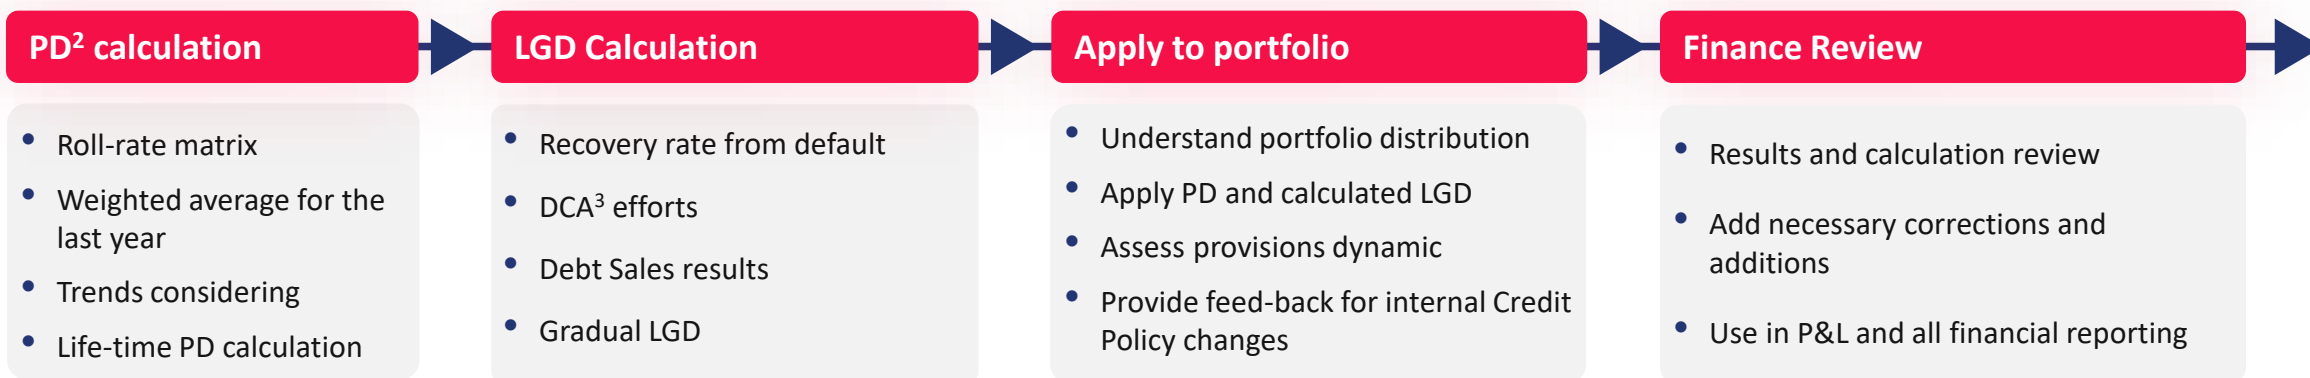 PD² calculation
• Roll-rate matrix
• Weighted average for the
last year
• Trends considering
• Life-time PD calculation
LGD Calculation
• Recovery rate from default
• DCA³ efforts
• Debt Sales results
• Gradual LGD
Apply to portfolio
• Understand portfolio distribution
• Apply PD and calculated LGD
• Assess provisions dynamic
• Provide feed-back for internal Credit
Policy changes
Finance Review
• Results and calculation review
• Add necessary corrections and
additions
• Use in P&L and all financial reporting